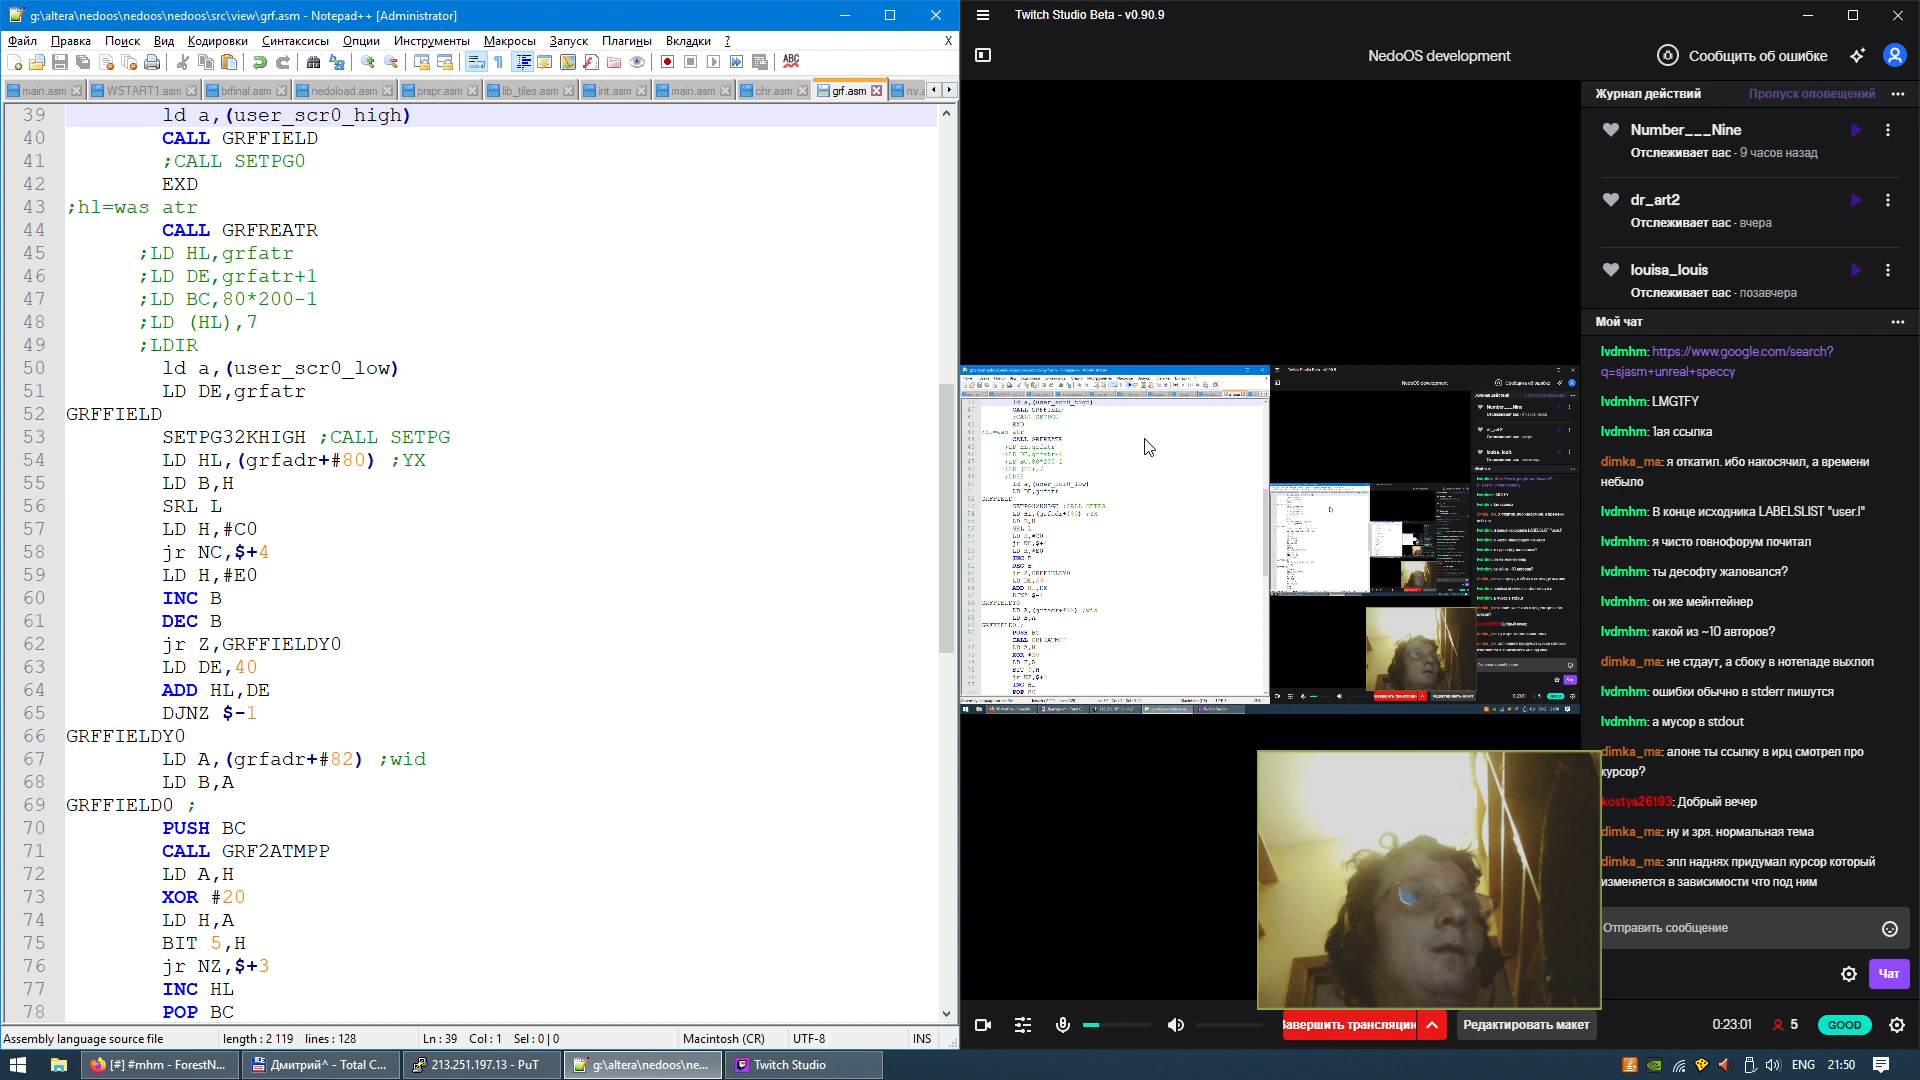 g:\altera\nedoos\nedoos\nedoos\src\view\grf.asm - Notepad++ [Administrator]
Файл Правка Поиск Вид Кодировки Синтаксисы Опции Инструменты Макросы Запуск Плагины Вкладки ? X
main.asm WSTART1.asm brfinal.asm nedoload.asm prspr.asm lib_tiles.asm int.asm main.asm chr.asm grf.asm nv.a
39 ld a,(user_scr0_high)
40 CALL GRFFIELD
41 ;CALL SETPG0
42 EXD
43 ;hl=was atr
44 CALL GRFREATR
45 ;LD HL,grfatr
46 ;LD DE,grfatr+1
47 ;LD BC,80*200-1
48 ;LD (HL),7
49 ;LDIR
50 ld a,(user_scr0_low)
51 LD DE,grfatr
52 GRFFIELD
53 SETPG32KHIGH ;CALL SETPG
54 LD HL,(grfadr+#80) ;YX
55 LD B,H
56 SRL L
57 LD H,#C0
58 jr NC,$+4
59 LD H,#E0
60 INC B
61 DEC B
62 jr Z,GRFFIELDY0
63 LD DE,40
64 ADD HL,DE
65 DJNZ $-1
66 GRFFIELDY0
67 LD A,(grfadr+#82) ;wid
68 LD B,A
69 GRFFIELD0 ;
70 PUSH BC
71 CALL GRF2ATMPP
72 LD A,H
73 XOR #20
74 LD H,A
75 BIT 5,H
76 jr NZ,$+3
77 INC HL
78 POP BC
Assembly language source file length : 2 119 lines : 128 Ln : 39 Col : 1 Sel : 0 | 0 Macintosh (CR) UTF-8 INS
Twitch Studio Beta - v0.90.9
NedoOS development
Сообщить об ошибке
Журнал действий Пропуск оповещений
Number___Nine
Отслеживает вас · 9 часов назад
dr_art2
Отслеживает вас · вчера
louisa_louis
Отслеживает вас · позавчера
Мой чат
lvdmhm: https://www.google.com/search?
q=sjasm+unreal+speccy
lvdmhm: LMGTFY
lvdmhm: 1ая ссылка
dimka_ma: я откатил. ибо накосячил, а времени
небыло
lvdmhm: В конце исходника LABELSLIST "user.l"
lvdmhm: я чисто говнофорум почитал
lvdmhm: ты десофту жаловался?
lvdmhm: он же мейнтейнер
lvdmhm: какой из ~10 авторов?
dimka_ma: не стдаут, а сбоку в нотепаде выхлоп
lvdmhm: ошибки обычно в stderr пишутся
lvdmhm: а мусор в stdout
dimka_ma: алоне ты ссылку в ирц смотрел про
курсор?
kostya26193: Добрый вечер
dimka_ma: ну и зря. нормальная тема
dimka_ma: эпл наднях придумал курсор который
изменяется в зависимости что под ним
Отправить сообщение
Чат
Завершить трансляцию Редактировать макет 0:23:01 5 GOOD
[#] #mhm - ForestN... Дмитрий^ - Total C... 213.251.197.13 - PuT g:\altera\nedoos\ne... Twitch Studio ENG 21:50